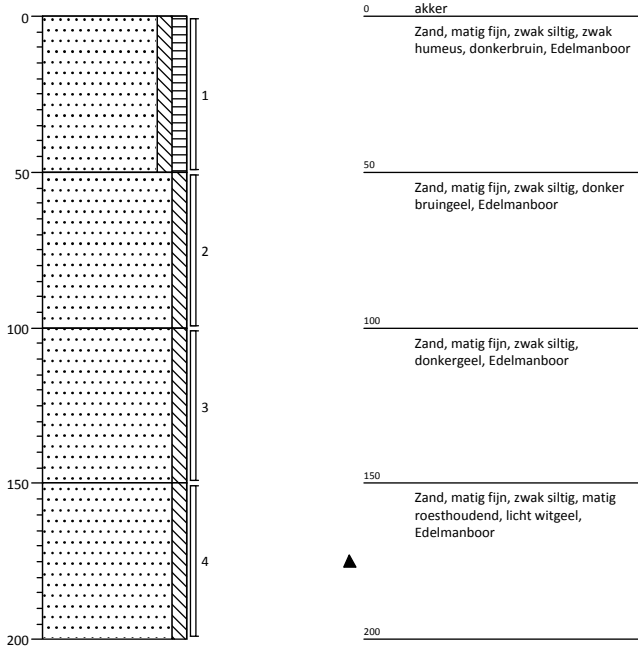 0
50
100
150
200
1
2
3
4
0
akker
Zand, matig fijn, zwak siltig, zwak
humeus, donkerbruin, Edelmanboor
50
Zand, matig fijn, zwak siltig, donker
bruingeel, Edelmanboor
100
Zand, matig fijn, zwak siltig,
donkergeel, Edelmanboor
150
Zand, matig fijn, zwak siltig, matig
roesthoudend, licht witgeel,
Edelmanboor
200